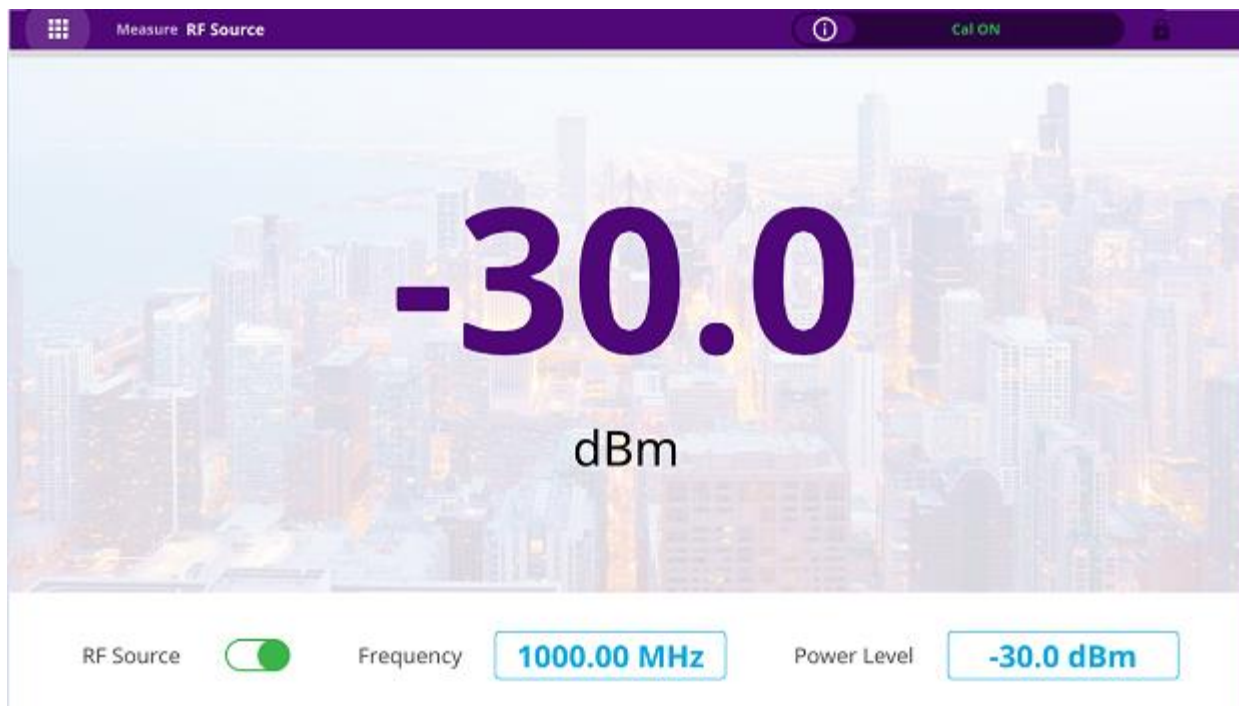 Measure RF Source
Cal ON
-30.0
dBm
RF Source
Frequency
1000.00 MHz
Power Level
-30.0 dBm